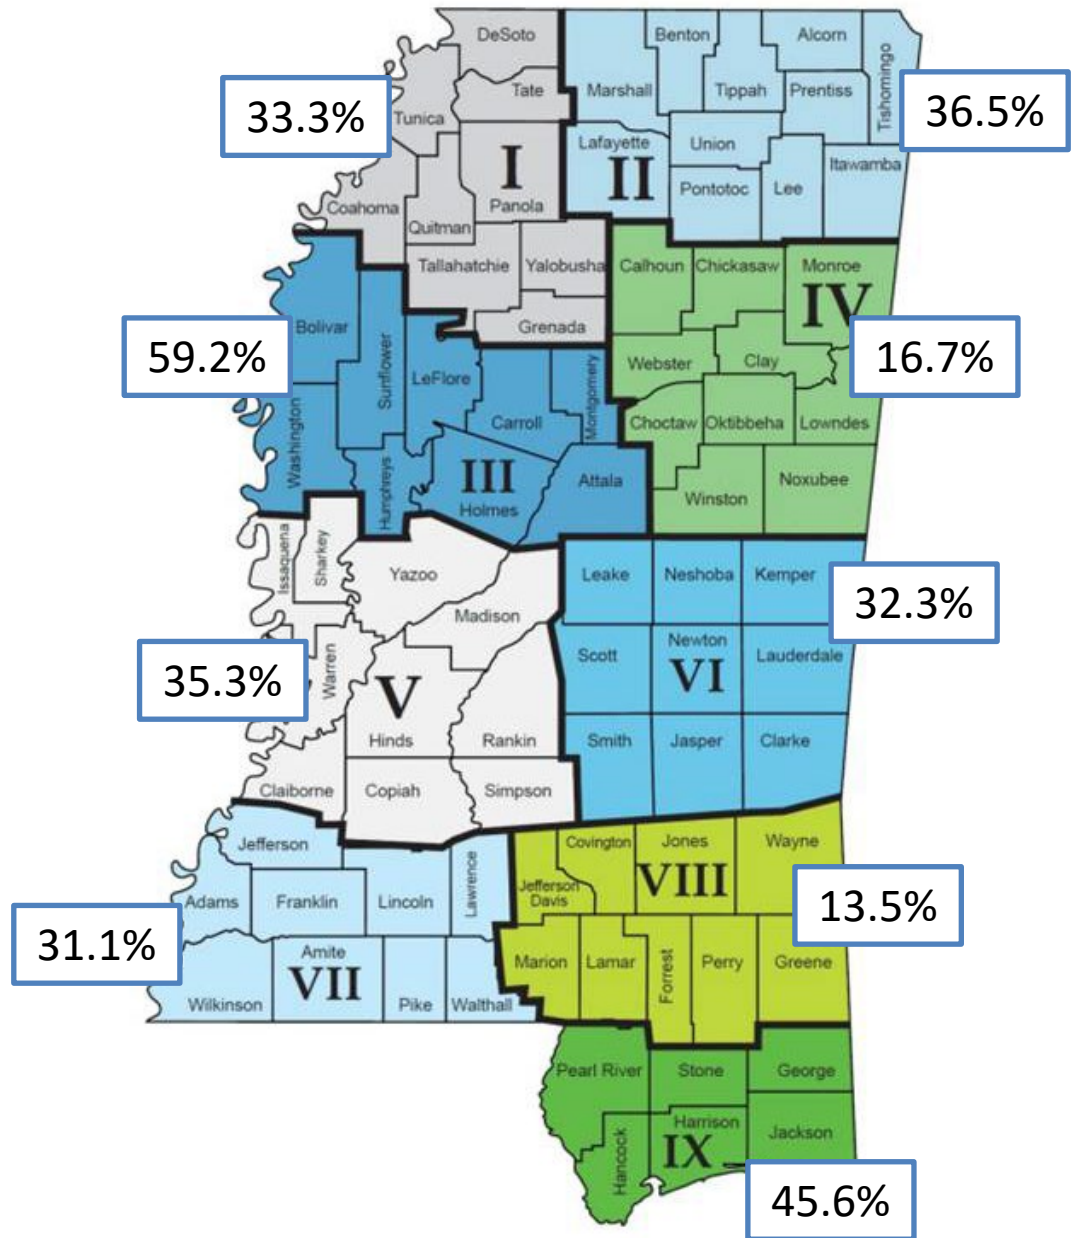 DeSoto
Benton
Alcorn
Tishomingo
Marshall
Tippah
Prentiss
Tate
Tunica
33.3%
36.5%
Lafayette
Union
Itawamba
I
II
Pontotoc
Lee
Coahoma
Panola
Quitman
Tallahatchie
Yalobusha
Calhoun
Chickasaw
Monroe
IV
Bolivar
Grenada
59.2%
Sunflower
LeFlore
Webster
Clay
16.7%
Montgomery
Washington
Carroll
Choctaw
Oktibbeha
Lowndes
III
Holmes
Humphreys
Attala
Winston
Noxubee
Issaquena
Sharkey
Yazoo
Leake
Neshoba
Kemper
32.3%
Madison
Scott
Newton
VI
Lauderdale
35.3%
Warren
V
Hinds
Rankin
Smith
Jasper
Clarke
Claiborne
Copiah
Simpson
Jefferson
Covington
Jones
VIII
Wayne
Adams
Franklin
Lincoln
Lawrence
Jefferson
Davis
13.5%
31.1%
Amite
VII
Marion
Lamar
Forrest
Perry
Greene
Wilkinson
Pike
Walthall
Pearl River
Stone
George
Hancock
Harrison
IX
Jackson
45.6%